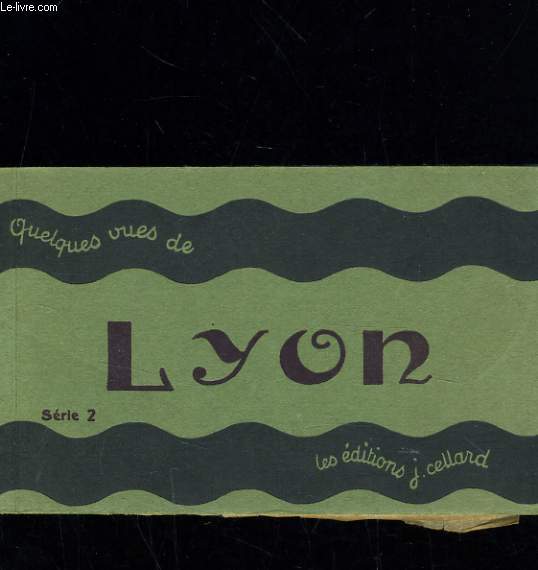 Le-livre.com
Quelques vues de
Lyon
Série 2
les éditions j. cellard